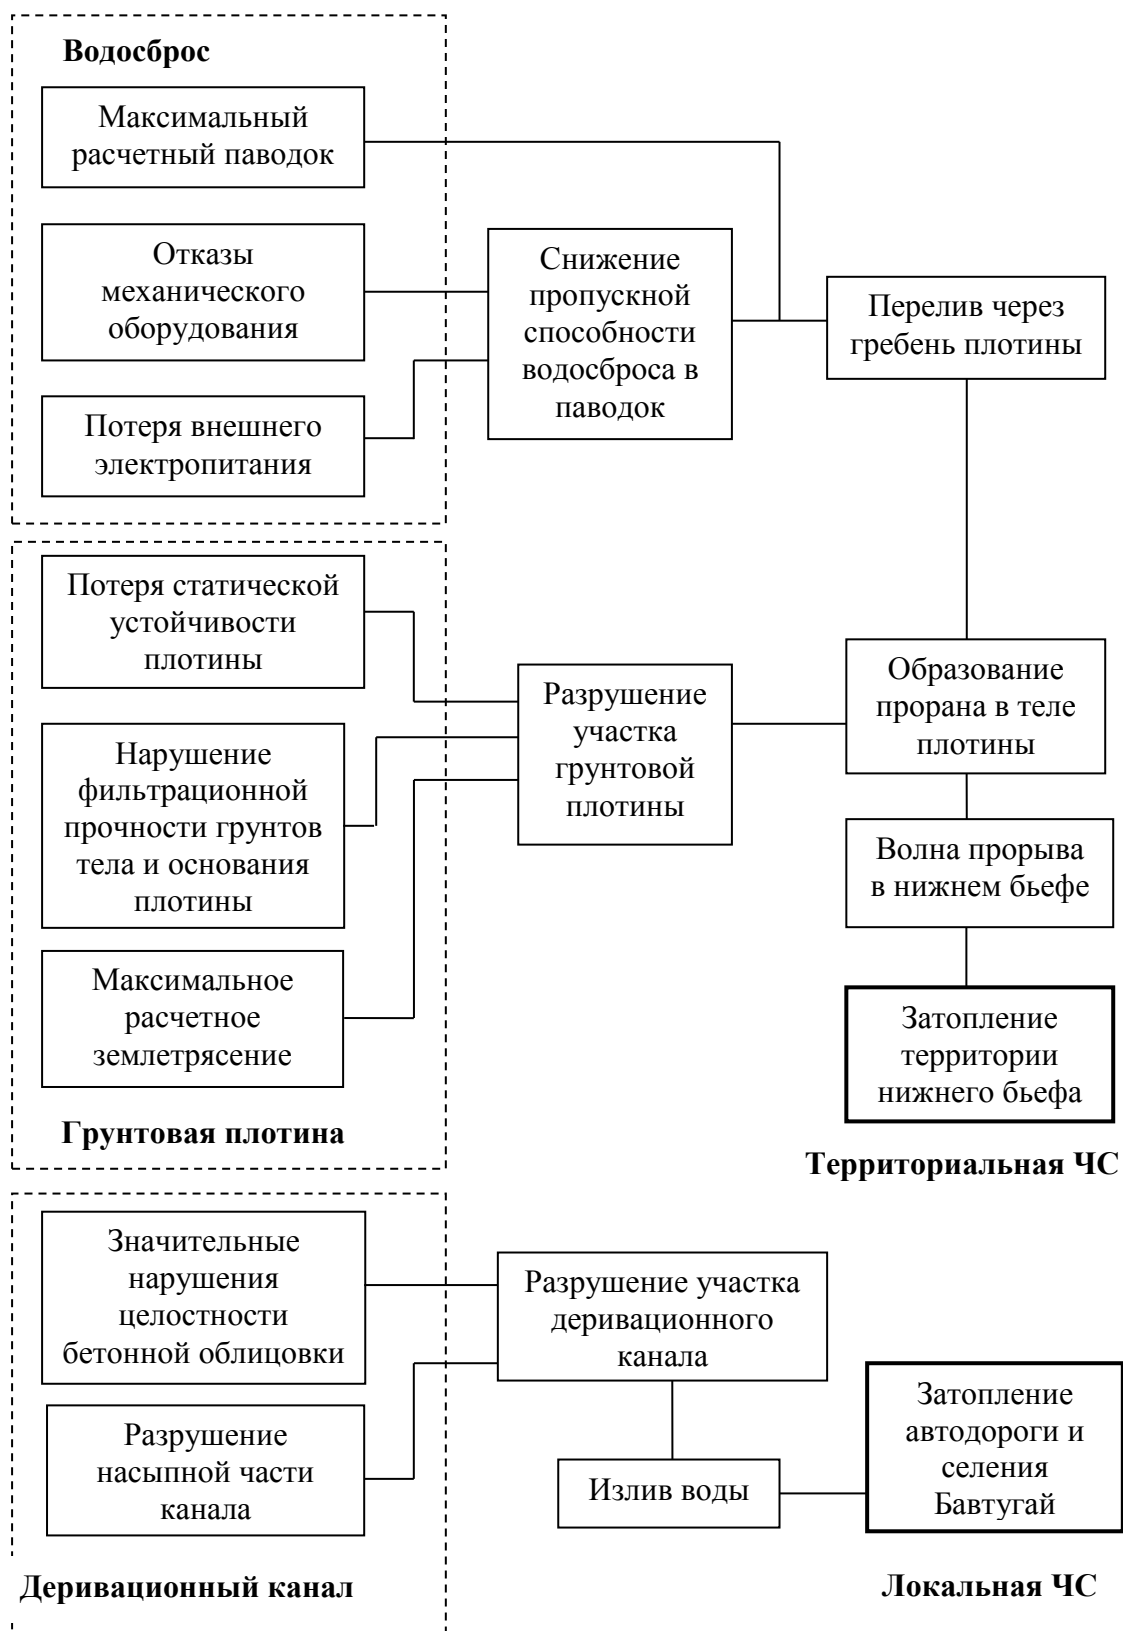 Водосброс
Максимальный
расчетный паводок
Отказы
механического
оборудования
Потеря внешнего
электропитания
Снижение
пропускной
способности
водосброса в
паводок
Перелив через
гребень плотины
Потеря статической
устойчивости
плотины
Нарушение
фильтрационной
прочности грунтов
тела и основания
плотины
Максимальное
расчетное
землетрясение
Грунтовая плотина
Разрушение
участка
грунтовой
плотины
Образование
прорана в теле
плотины
Волна прорыва
в нижнем бьефе
Затопление
территории
нижнего бьефа
Территориальная ЧС
Значительные
нарушения
целостности
бетонной облицовки
Разрушение
насыпной части
канала
Деривационный канал
Разрушение участка
деривационного
канала
Излив воды
Затопление
автодороги и
селения
Бавтугай
Локальная ЧС